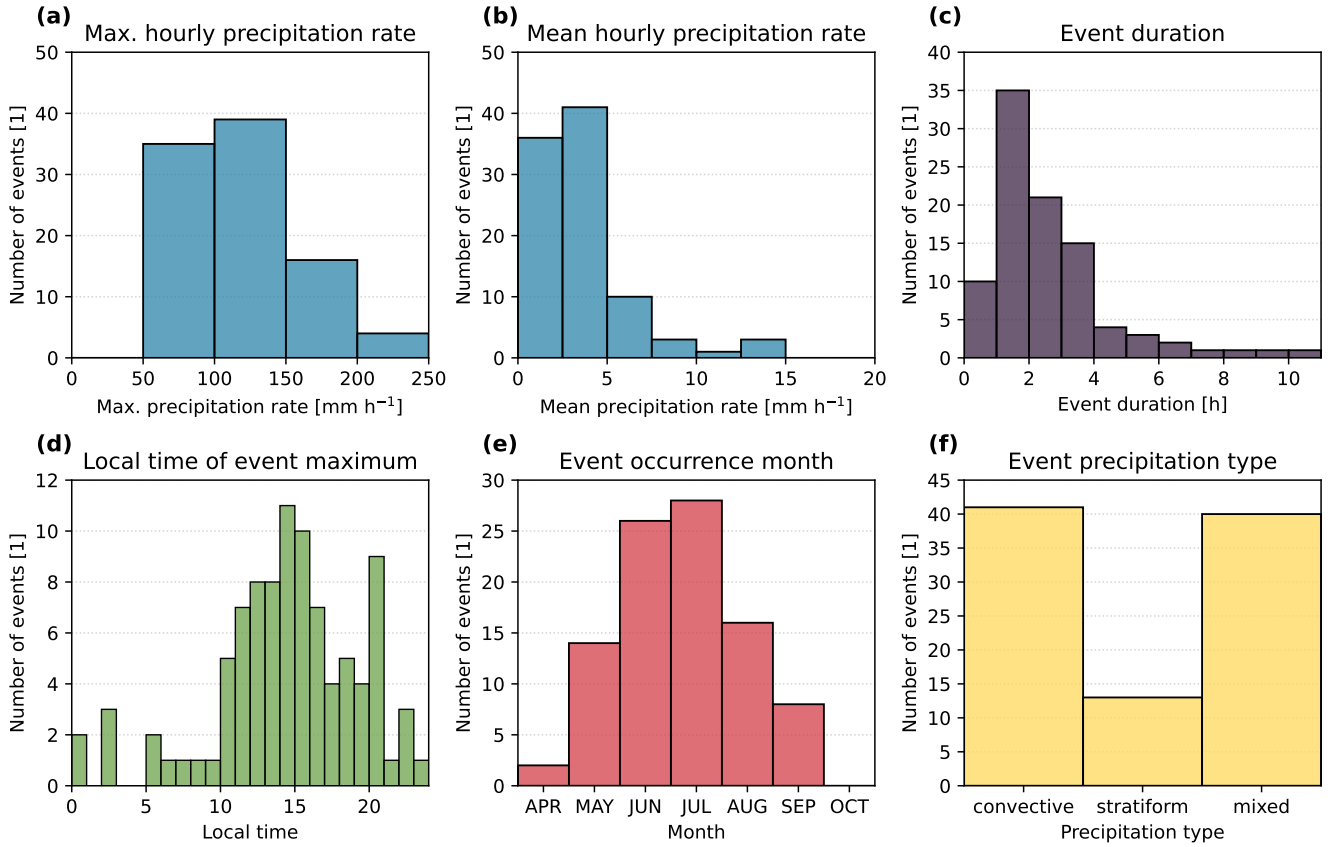 (a)
Max. hourly precipitation rate
50
40
30
20
10
0
Number of events [1]
0 50 100 150 200 250
Max. precipitation rate [mm h⁻¹]
(b)
Mean hourly precipitation rate
50
40
30
20
10
0
Number of events [1]
0 5 10 15 20
Mean precipitation rate [mm h⁻¹]
(c)
Event duration
40
35
30
25
20
15
10
5
0
Number of events [1]
0 2 4 6 8 10
Event duration [h]
(d)
Local time of event maximum
12
10
8
6
4
2
0
Number of events [1]
0 5 10 15 20
Local time
(e)
Event occurrence month
30
25
20
15
10
5
0
Number of events [1]
APR MAY JUN JUL AUG SEP OCT
Month
(f)
Event precipitation type
45
40
35
30
25
20
15
10
5
0
Number of events [1]
convective stratiform mixed
Precipitation type